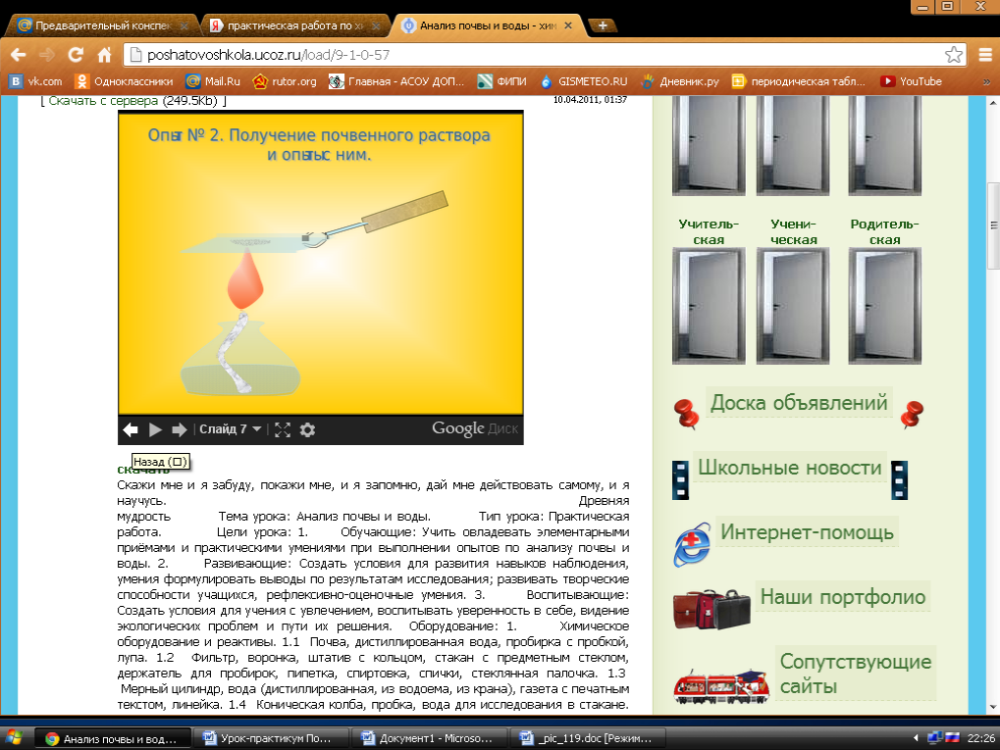 Предварительный конспе
практическая работа по хи
Анализ почвы и воды - хим
poshatovoshkola.ucoz.ru/load/9-1-0-57
vk.com
Одноклассники
Mail.Ru
rutor.org
Главная - АСОУ ДОП...
ФИПИ
GISMETEO.RU
Дневник.ру
периодическая табл...
YouTube
»
[ Скачать с сервера (249.5Kb) ]
10.04.2011, 01:37
Опыт № 2. Получение почвенного раствора
и опыты с ним.
Слайд 7
Google Диск
Назад (□)
скачать
Скажи мне и я забуду, покажи мне, и я запомню, дай мне действовать самому, и я
научусь. Древняя
мудрость Тема урока: Анализ почвы и воды. Тип урока: Практическая
работа. Цели урока: 1. Обучающие: Учить овладевать элементарными
приёмами и практическими умениями при выполнении опытов по анализу почвы и
воды. 2. Развивающие: Создать условия для развития навыков наблюдения,
умения формулировать выводы по результатам исследования; развивать творческие
способности учащихся, рефлексивно-оценочные умения. 3. Воспитывающие:
Создать условия для учения с увлечением, воспитывать уверенность в себе, видение
экологических проблем и пути их решения. Оборудование: 1. Химическое
оборудование и реактивы. 1.1 Почва, дистиллированная вода, пробирка с пробкой,
лупа. 1.2 Фильтр, воронка, штатив с кольцом, стакан с предметным стеклом,
держатель для пробирок, пипетка, спиртовка, спички, стеклянная палочка. 1.3
Мерный цилиндр, вода (дистиллированная, из водоема, из крана), газета с печатным
текстом, линейка. 1.4 Коническая колба, пробка, вода для исследования в стакане.
Учитель-
ская
Учени-
ческая
Родитель-
ская
Доска объявлений
Школьные новости
Интернет-помощь
Наши портфолио
Сопутствующие
сайты
Анализ почвы и вод...
Урок-практикум По...
Документ1 - Microso...
_pic_119.doc [Режим...
22:26